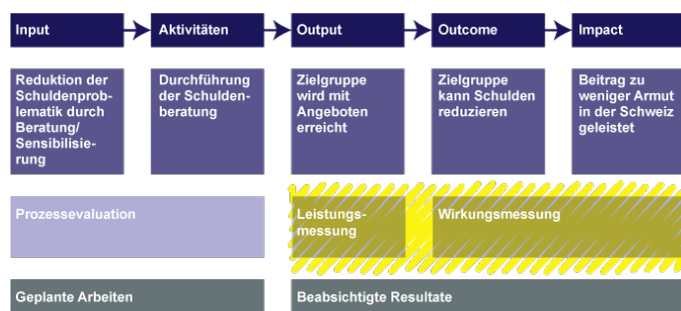 Input
Aktivitäten
Output
Outcome
Impact
Reduktion der
Schuldenprob-
lematik durch
Beratung/
Sensibilisie-
rung
Durchführung
der Schulden-
beratung
Zielgruppe
wird mit
Angeboten
erreicht
Zielgruppe
kann Schulden
reduzieren
Beitrag zu
weniger Armut
in der Schweiz
geleistet
Prozessevaluation
Leistungs-
messung
Wirkungsmessung
Geplante Arbeiten
Beabsichtigte Resultate